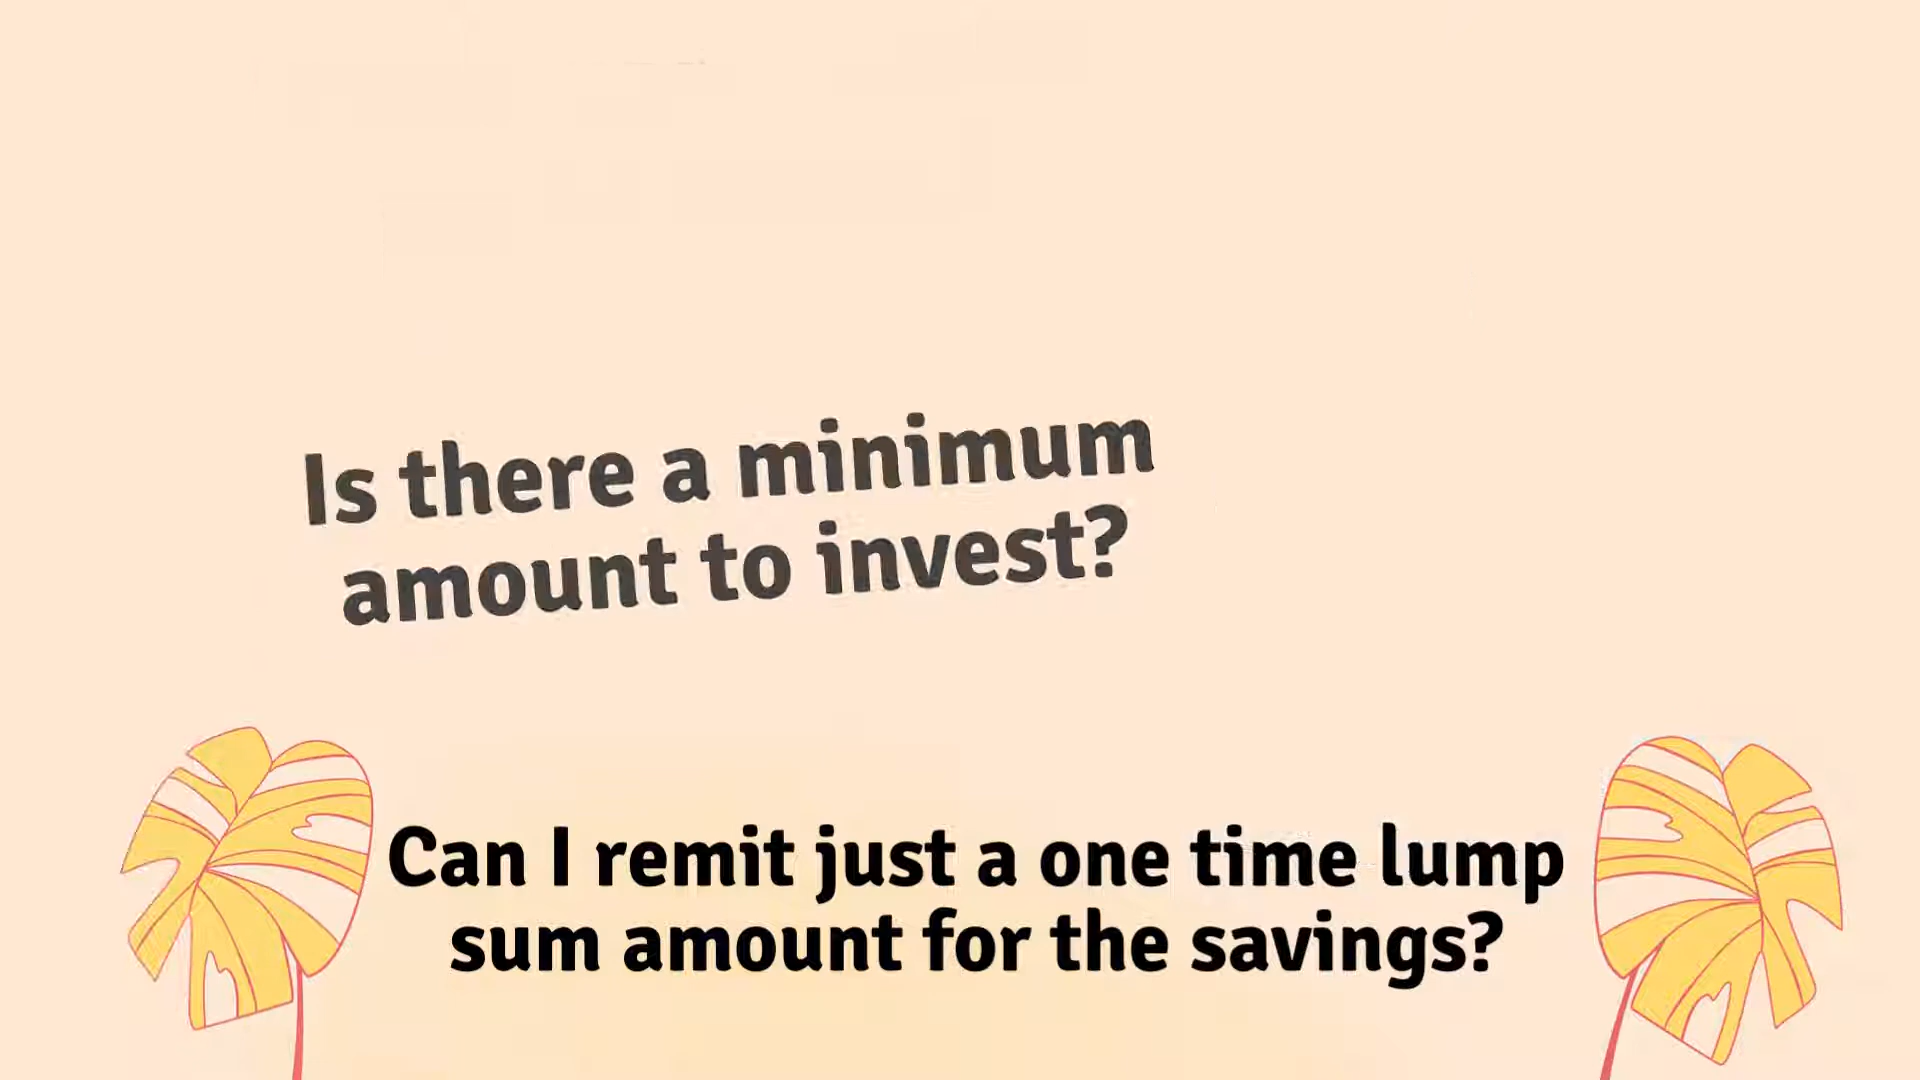 Is there a minimum
amount to invest?
Can I remit just a one time lump
sum amount for the savings?